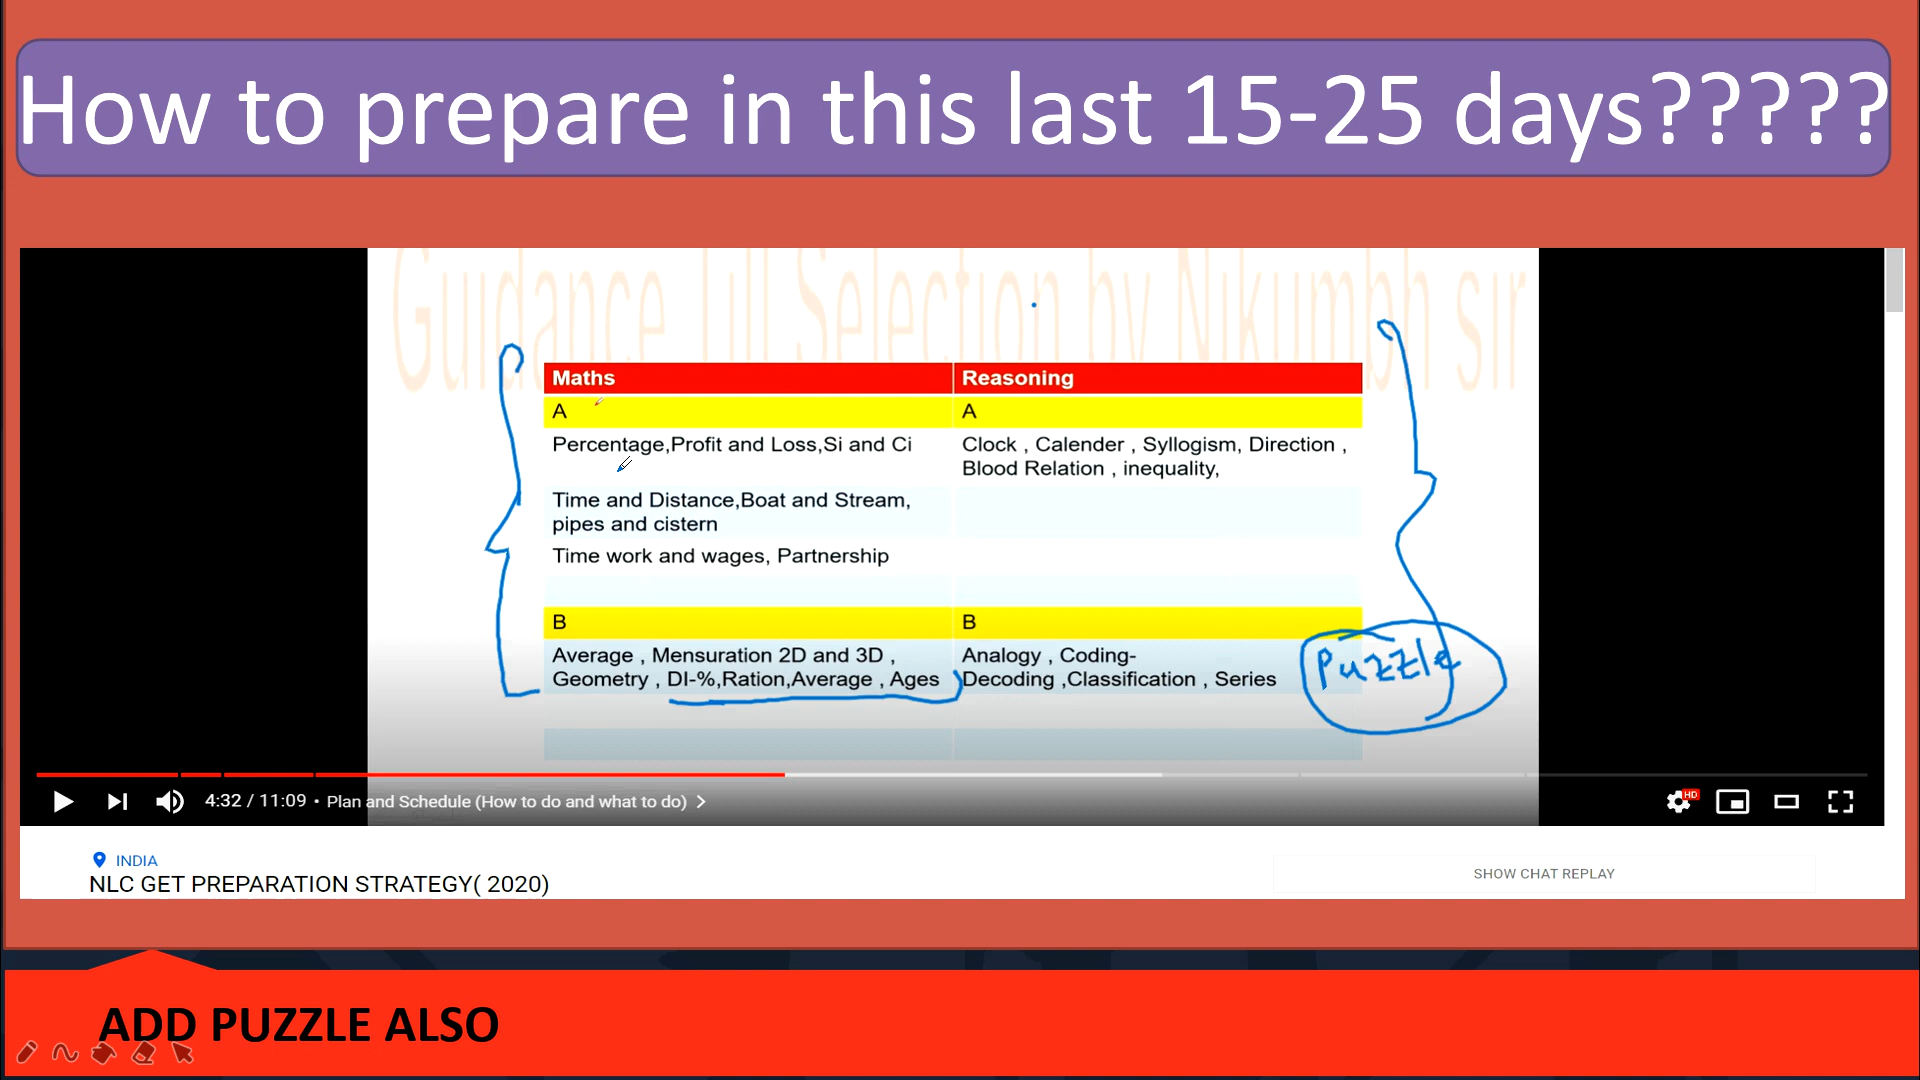 How to prepare in this last 15-25 days?????
Guidance Till Selection by Nikumbh sir
Maths
Reasoning
A
A
Percentage,Profit and Loss,Si and Ci
Clock , Calender , Syllogism, Direction ,
Blood Relation , inequality,
Time and Distance,Boat and Stream,
pipes and cistern
Time work and wages, Partnership
B
B
Average , Mensuration 2D and 3D ,
Geometry , DI-%,Ration,Average , Ages
Analogy , Coding-
Decoding ,Classification , Series
Puzzle
4:32 / 11:09 • Plan and Schedule (How to do and what to do)
HD
INDIA
NLC GET PREPARATION STRATEGY( 2020)
SHOW CHAT REPLAY
ADD PUZZLE ALSO